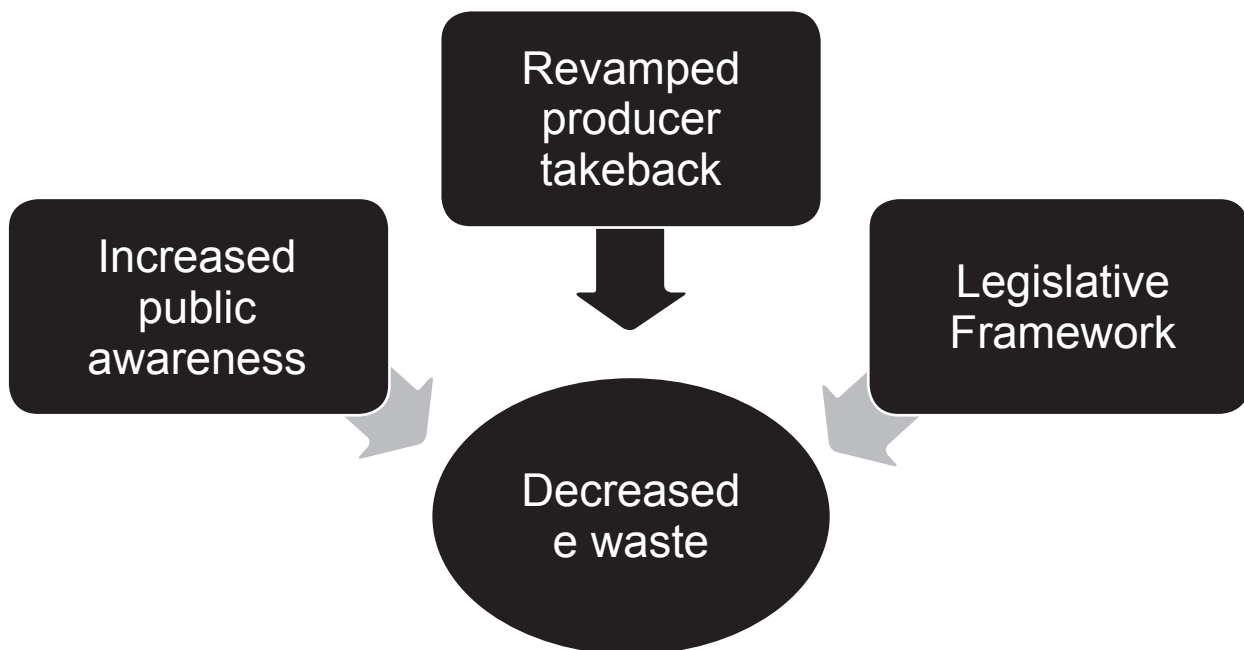 Revamped
producer
takeback
Increased
public
awareness
Legislative
Framework
Decreased
e waste